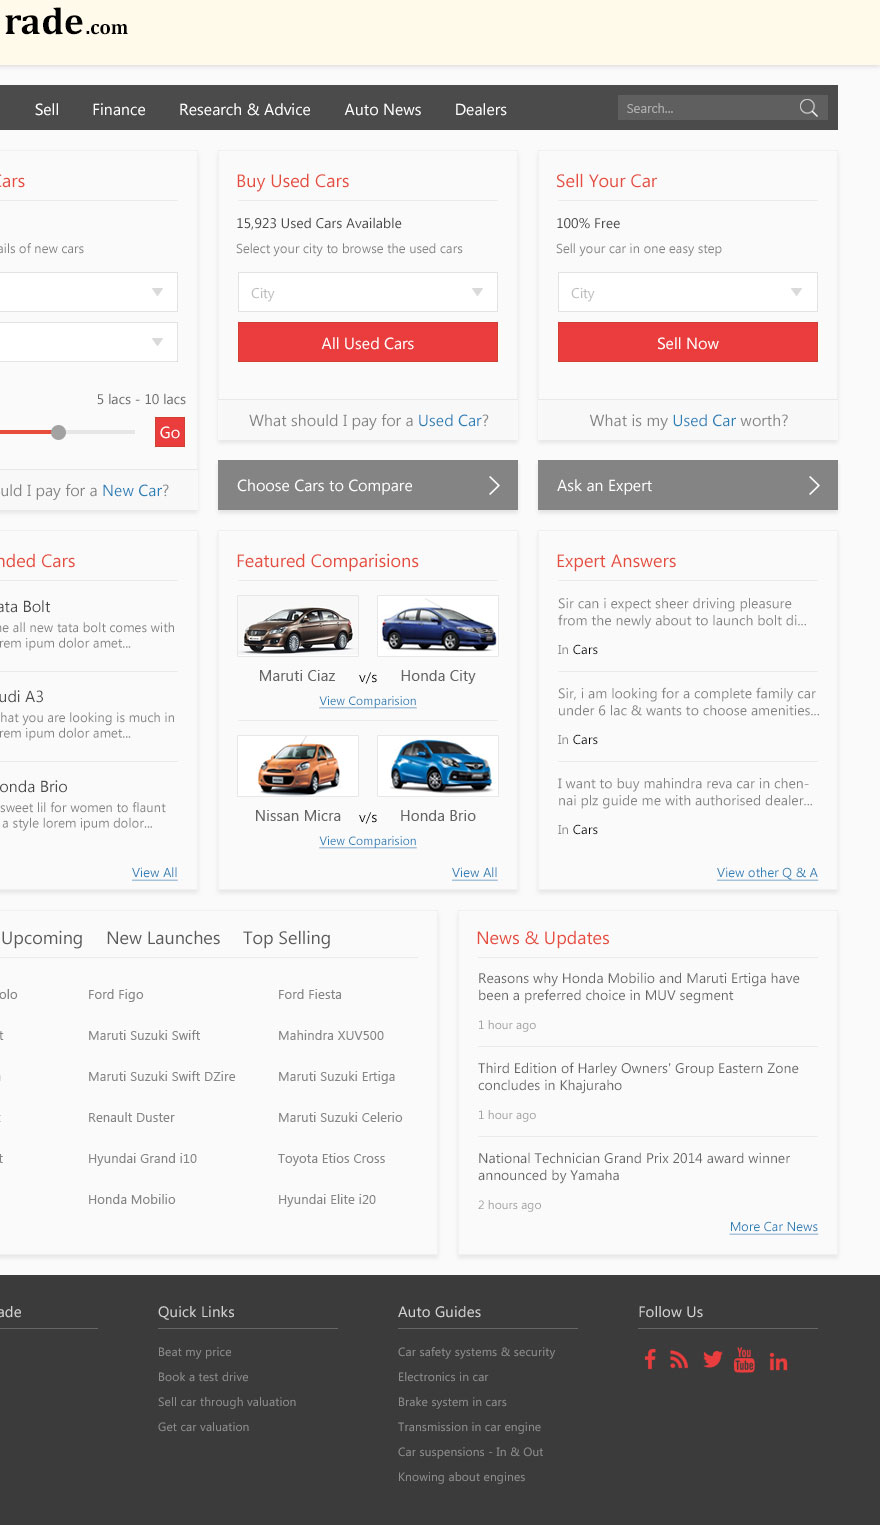 rade.com
Sell Finance Research & Advice Auto News Dealers
Search...
Cars
ails of new cars
5 lacs - 10 lacs
Go
uld I pay for a New Car?
Buy Used Cars
15,923 Used Cars Available
Select your city to browse the used cars
City
All Used Cars
What should I pay for a Used Car?
Sell Your Car
100% Free
Sell your car in one easy step
City
Sell Now
What is my Used Car worth?
Choose Cars to Compare
Ask an Expert
nded Cars
ata Bolt
e all new tata bolt comes with
rem ipum dolor amet...
udi A3
hat you are looking is much in
rem ipum dolor amet...
onda Brio
sweet lil for women to flaunt
a style lorem ipum dolor...
View All
Featured Comparisions
Maruti Ciaz v/s Honda City
View Comparision
Nissan Micra v/s Honda Brio
View Comparision
View All
Expert Answers
Sir can i expect sheer driving pleasure
from the newly about to launch bolt di...
In Cars
Sir, i am looking for a complete family car
under 6 lac & wants to choose amenities...
In Cars
I want to buy mahindra reva car in chen-
nai plz guide me with authorised dealer...
In Cars
View other Q & A
Upcoming New Launches Top Selling
olo Ford Figo Ford Fiesta
t Maruti Suzuki Swift Mahindra XUV500
Maruti Suzuki Swift DZire Maruti Suzuki Ertiga
Renault Duster Maruti Suzuki Celerio
t Hyundai Grand i10 Toyota Etios Cross
Honda Mobilio Hyundai Elite i20
News & Updates
Reasons why Honda Mobilio and Maruti Ertiga have
been a preferred choice in MUV segment
1 hour ago
Third Edition of Harley Owners' Group Eastern Zone
concludes in Khajuraho
1 hour ago
National Technician Grand Prix 2014 award winner
announced by Yamaha
2 hours ago
More Car News
ade
Quick Links
Beat my price
Book a test drive
Sell car through valuation
Get car valuation
Auto Guides
Car safety systems & security
Electronics in car
Brake system in cars
Transmission in car engine
Car suspensions - In & Out
Knowing about engines
Follow Us
You
Tube